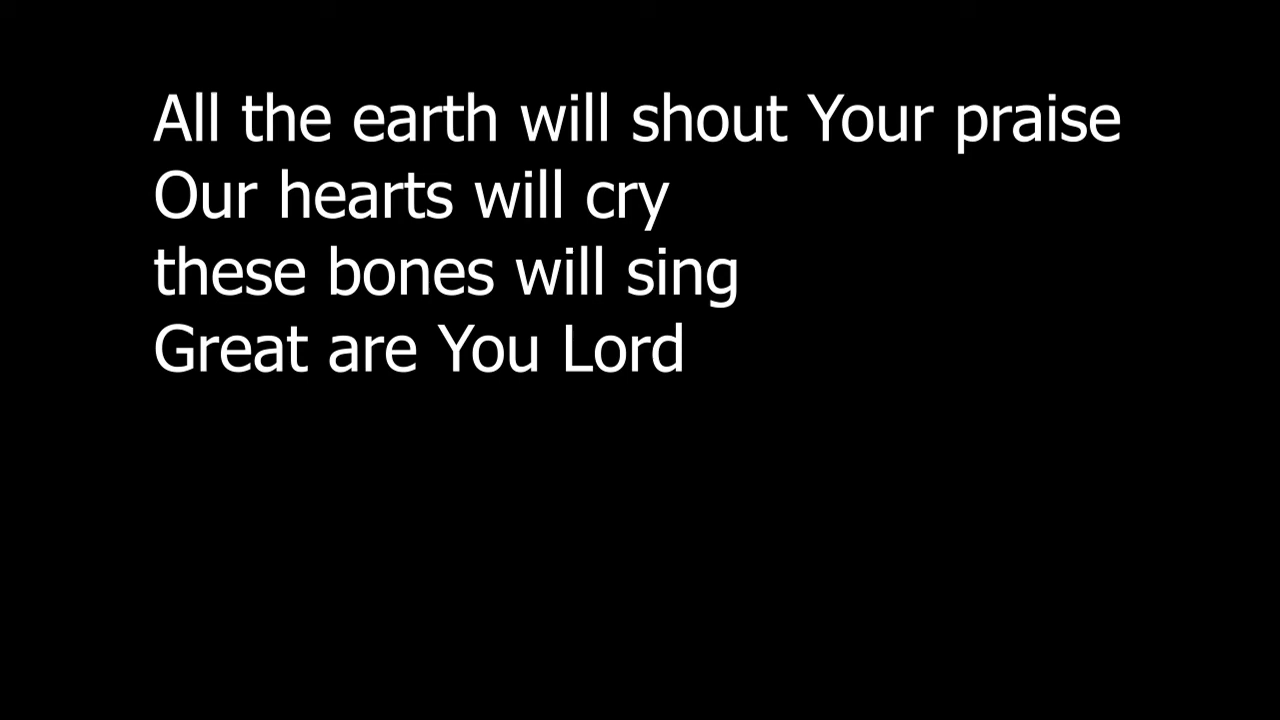 All the earth will shout Your praise
Our hearts will cry
these bones will sing
Great are You Lord